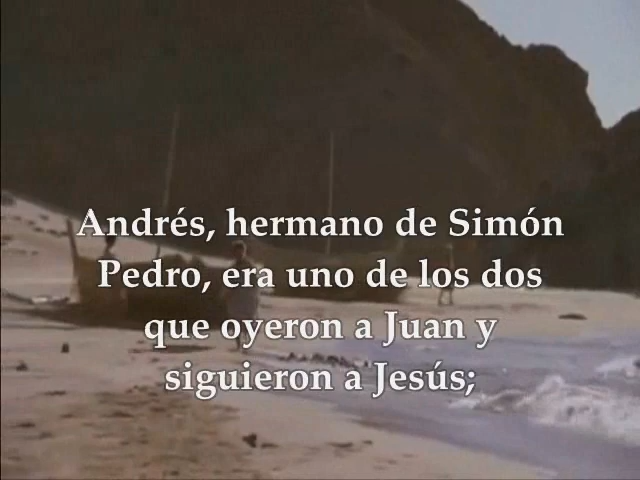 Andrés, hermano de Simón
Pedro, era uno de los dos
que oyeron a Juan y
siguieron a Jesús;